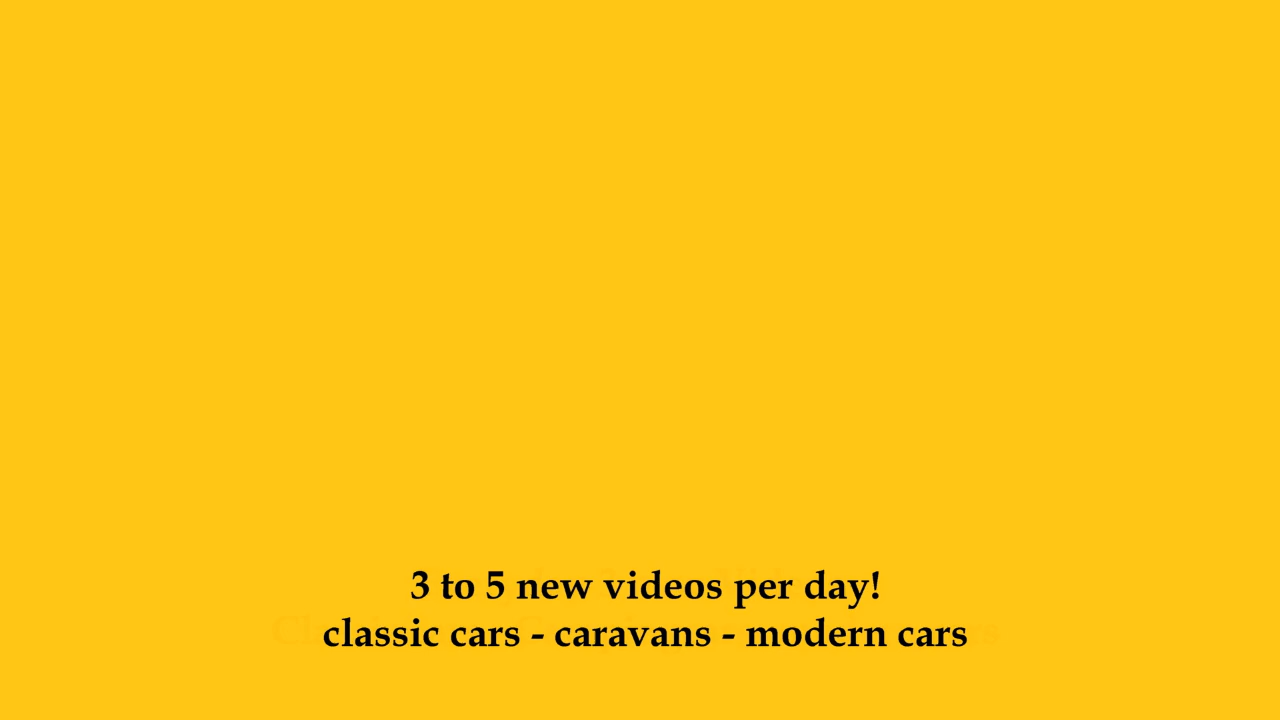 3 to 5 new videos per day!
classic cars - caravans - modern cars